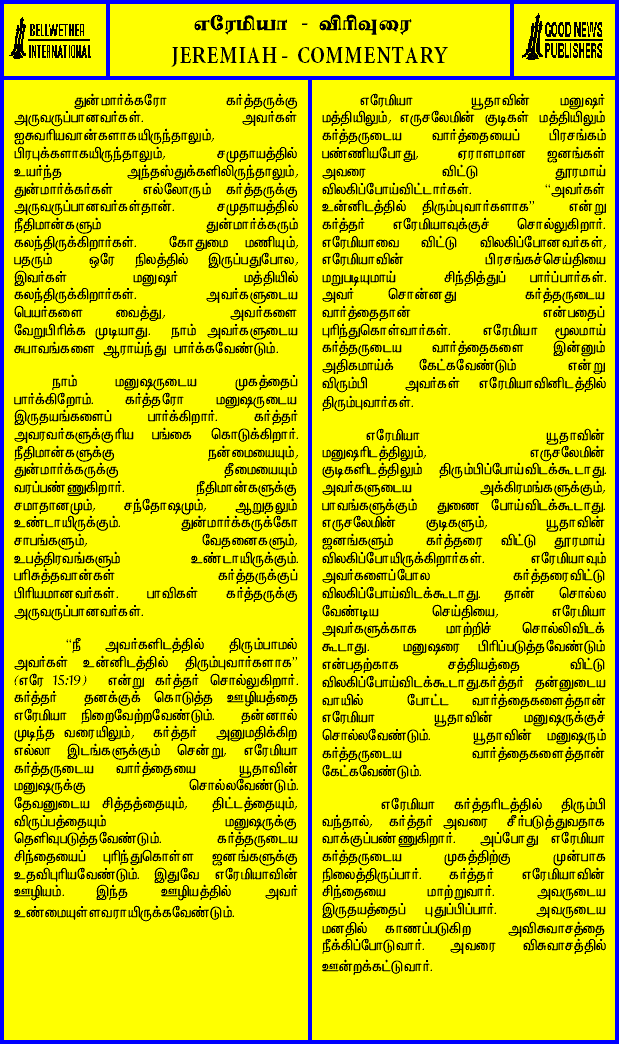 BELLWETHER
INTERNATIONAL
எரேமியா - விரிவுரை
JEREMIAH - COMMENTARY
GOOD NEWS
PUBLISHERS
துன்மார்க்கரோ கர்த்தருக்கு
அருவருப்பானவர்கள். அவர்கள்
ஐசுவரியவான்களாகயிருந்தாலும்,
பிரபுக்களாகயிருந்தாலும், சமுதாயத்தில்
உயர்ந்த அந்தஸ்துக்களிலிருந்தாலும்,
துன்மார்க்கர்கள் எல்லோரும் கர்த்தருக்கு
அருவருப்பானவர்கள்தான். சமுதாயத்தில்
நீதிமான்களும் துன்மார்க்கரும்
கலந்திருக்கிறார்கள். கோதுமை மணியும்,
பதரும் ஒரே நிலத்தில் இருப்பதுபோல,
இவர்கள் மனுஷர் மத்தியில்
கலந்திருக்கிறார்கள். அவர்களுடைய
பெயர்களை வைத்து, அவர்களை
வேறுபிரிக்க முடியாது. நாம் அவர்களுடைய
சுபாவங்களை ஆராய்ந்து பார்க்கவேண்டும்.
நாம் மனுஷருடைய முகத்தைப்
பார்க்கிறோம். கர்த்தரோ மனுஷருடைய
இருதயங்களைப் பார்க்கிறார். கர்த்தர்
அவரவர்களுக்குரிய பங்கை கொடுக்கிறார்.
நீதிமான்களுக்கு நன்மையையும்,
துன்மார்க்கருக்கு தீமையையும்
வரப்பண்ணுகிறார். நீதிமான்களுக்கு
சமாதானமும், சந்தோஷமும், ஆறுதலும்
உண்டாயிருக்கும். துன்மார்க்கருக்கோ
சாபங்களும், வேதனைகளும்,
உபத்திரவங்களும் உண்டாயிருக்கும்.
பரிசுத்தவான்கள் கர்த்தருக்குப்
பிரியமானவர்கள். பாவிகள் கர்த்தருக்கு
அருவருப்பானவர்கள்.
“நீ அவர்களிடத்தில் திரும்பாமல்
அவர்கள் உன்னிடத்தில் திரும்புவார்களாக”
(எரே 15:19) என்று கர்த்தர் சொல்லுகிறார்.
கர்த்தர் தனக்குக் கொடுத்த ஊழியத்தை
எரேமியா நிறைவேற்றவேண்டும். தன்னால்
முடிந்த வரையிலும், கர்த்தர் அனுமதிக்கிற
எல்லா இடங்களுக்கும் சென்று, எரேமியா
கர்த்தருடைய வார்த்தையை யூதாவின்
மனுஷருக்கு சொல்லவேண்டும்.
தேவனுடைய சித்தத்தையும், திட்டத்தையும்,
விருப்பத்தையும் மனுஷருக்கு
தெளிவுபடுத்தவேண்டும். கர்த்தருடைய
சிந்தையைப் புரிந்துகொள்ள ஜனங்களுக்கு
உதவிபுரியவேண்டும். இதுவே எரேமியாவின்
ஊழியம். இந்த ஊழியத்தில் அவர்
உண்மையுள்ளவராயிருக்கவேண்டும்.
எரேமியா யூதாவின் மனுஷர்
மத்தியிலும், எருசலேமின் குடிகள் மத்தியிலும்
கர்த்தருடைய வார்த்தையைப் பிரசங்கம்
பண்ணியபோது, ஏராளமான ஜனங்கள்
அவரை விட்டு தூரமாய்
விலகிப்போய்விட்டார்கள். “அவர்கள்
உன்னிடத்தில் திரும்புவார்களாக” என்று
கர்த்தர் எரேமியாவுக்குச் சொல்லுகிறார்.
எரேமியாவை விட்டு விலகிப்போனவர்கள்,
எரேமியாவின் பிரசங்கச்செய்தியை
மறுபடியுமாய் சிந்தித்துப் பார்ப்பார்கள்.
அவர் சொன்னது கர்த்தருடைய
வார்த்தைதான் என்பதைப்
புரிந்துகொள்வார்கள். எரேமியா மூலமாய்
கர்த்தருடைய வார்த்தைகளை இன்னும்
அதிகமாய்க் கேட்கவேண்டும் என்று
விரும்பி அவர்கள் எரேமியாவினிடத்தில்
திரும்புவார்கள்.
எரேமியா யூதாவின்
மனுஷரிடத்திலும், எருசலேமின்
குடிகளிடத்திலும் திரும்பிப்போய்விடக்கூடாது.
அவர்களுடைய அக்கிரமங்களுக்கும்,
பாவங்களுக்கும் துணை போய்விடக்கூடாது.
எருசலேமின் குடிகளும், யூதாவின்
ஜனங்களும் கர்த்தரை விட்டு தூரமாய்
விலகிப்போயிருக்கிறார்கள். எரேமியாவும்
அவர்களைப்போல கர்த்தரைவிட்டு
விலகிப்போய்விடக்கூடாது. தான் சொல்ல
வேண்டிய செய்தியை, எரேமியா
அவர்களுக்காக மாற்றிச் சொல்லிவிடக்
கூடாது. மனுஷரை பிரிப்படுத்தவேண்டும்
என்பதற்காக சத்தியத்தை விட்டு
விலகிப்போய்விடக்கூடாது.கர்த்தர் தன்னுடைய
வாயில் போட்ட வார்த்தைகளைத்தான்
எரேமியா யூதாவின் மனுஷருக்குச்
சொல்லவேண்டும். யூதாவின் மனுஷரும்
கர்த்தருடைய வார்த்தைகளைத்தான்
கேட்கவேண்டும்.
எரேமியா கர்த்தரிடத்தில் திரும்பி
வந்தால், கர்த்தர் அவரை சீர்படுத்துவதாக
வாக்குப்பண்ணுகிறார். அப்போது எரேமியா
கர்த்தருடைய முகத்திற்கு முன்பாக
நிலைத்திருப்பார். கர்த்தர் எரேமியாவின்
சிந்தையை மாற்றுவார். அவருடைய
இருதயத்தைப் புதுப்பிப்பார். அவருடைய
மனதில் காணப்படுகிற அவிசுவாசத்தை
நீக்கிப்போடுவார். அவரை விசுவாசத்தில்
ஊன்றக்கட்டுவார்.